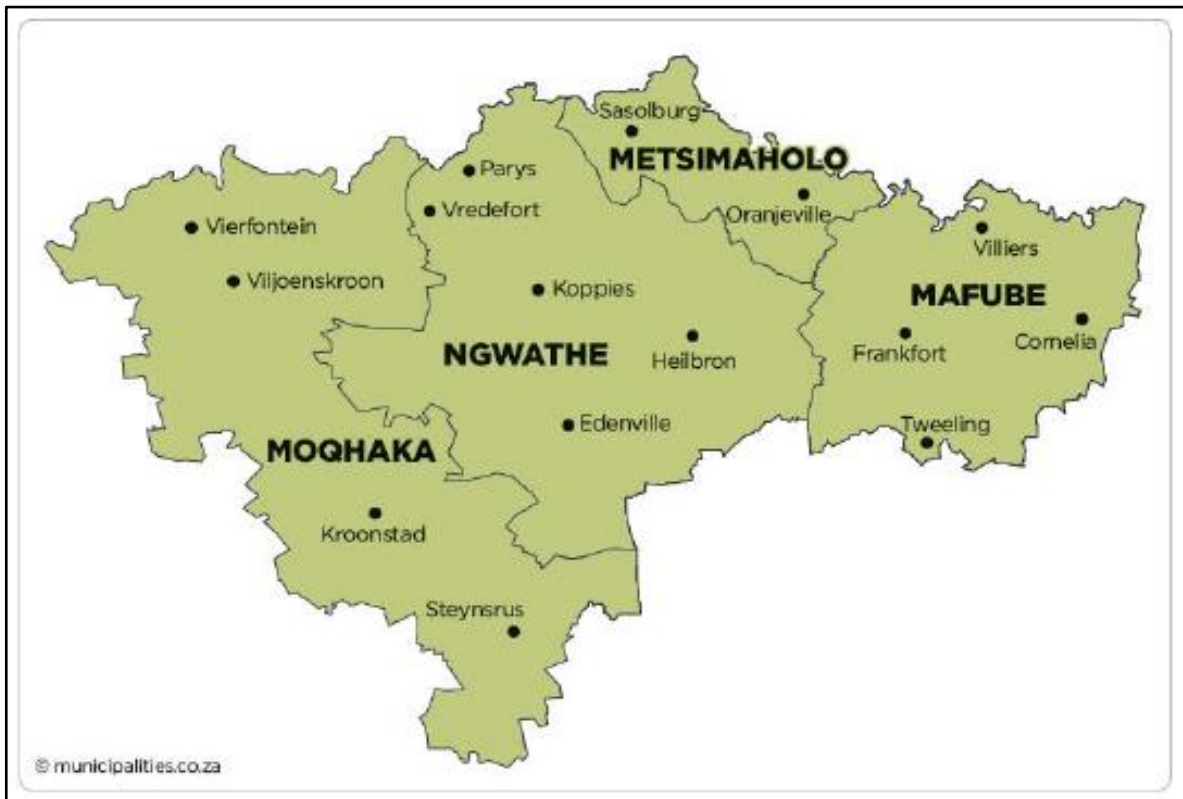 Sasolburg
METSIMAHOLO
Parys
Oranjeville
Vredefort
Vierfontein
Villiers
Viljoenskroon
Koppies
MAFUBE
Cornelia
NGWATHE
Heilbron
Frankfort
Edenville
Tweeling
MOQHAKA
Kroonstad
Steynsrus
© municipalities.co.za